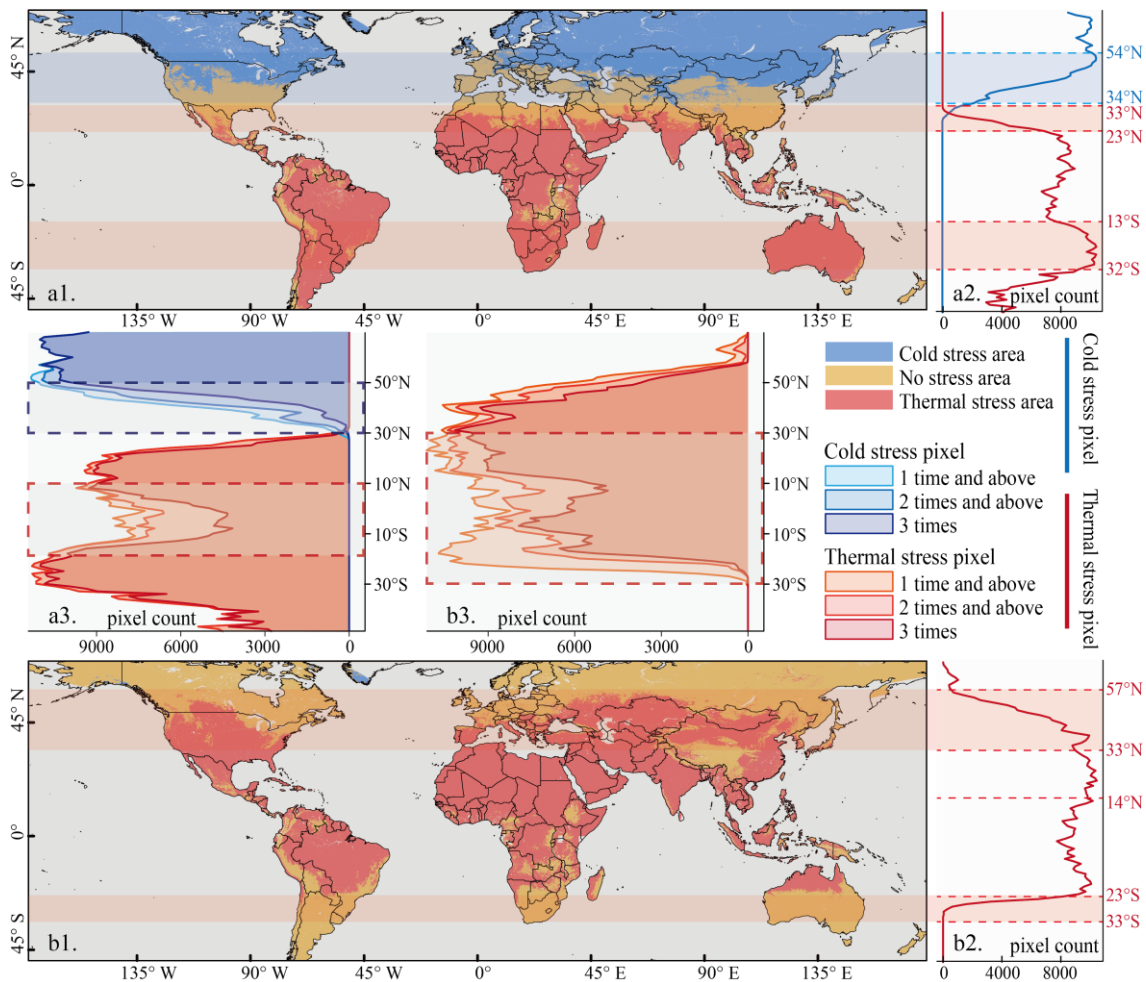 45° N
0°
45° S
a1.
135° W
90° W
45° W
0°
45° E
90° E
135° E
54°N
34°N
33°N
23°N
13°S
32°S
a2.
pixel count
0
4000
8000
50°N
30°N
10°N
10°S
30°S
a3.
pixel count
9000
6000
3000
0
b3.
pixel count
9000
6000
3000
0
Cold stress area
No stress area
Thermal stress area
Cold stress pixel
1 time and above
2 times and above
3 times
Thermal stress pixel
1 time and above
2 times and above
3 times
Cold stress pixel
Thermal stress pixel
45° N
0°
45° S
b1.
135° W
90° W
45° W
0°
45° E
90° E
135° E
57°N
33°N
14°N
23°S
33°S
b2.
pixel count
0
4000
8000